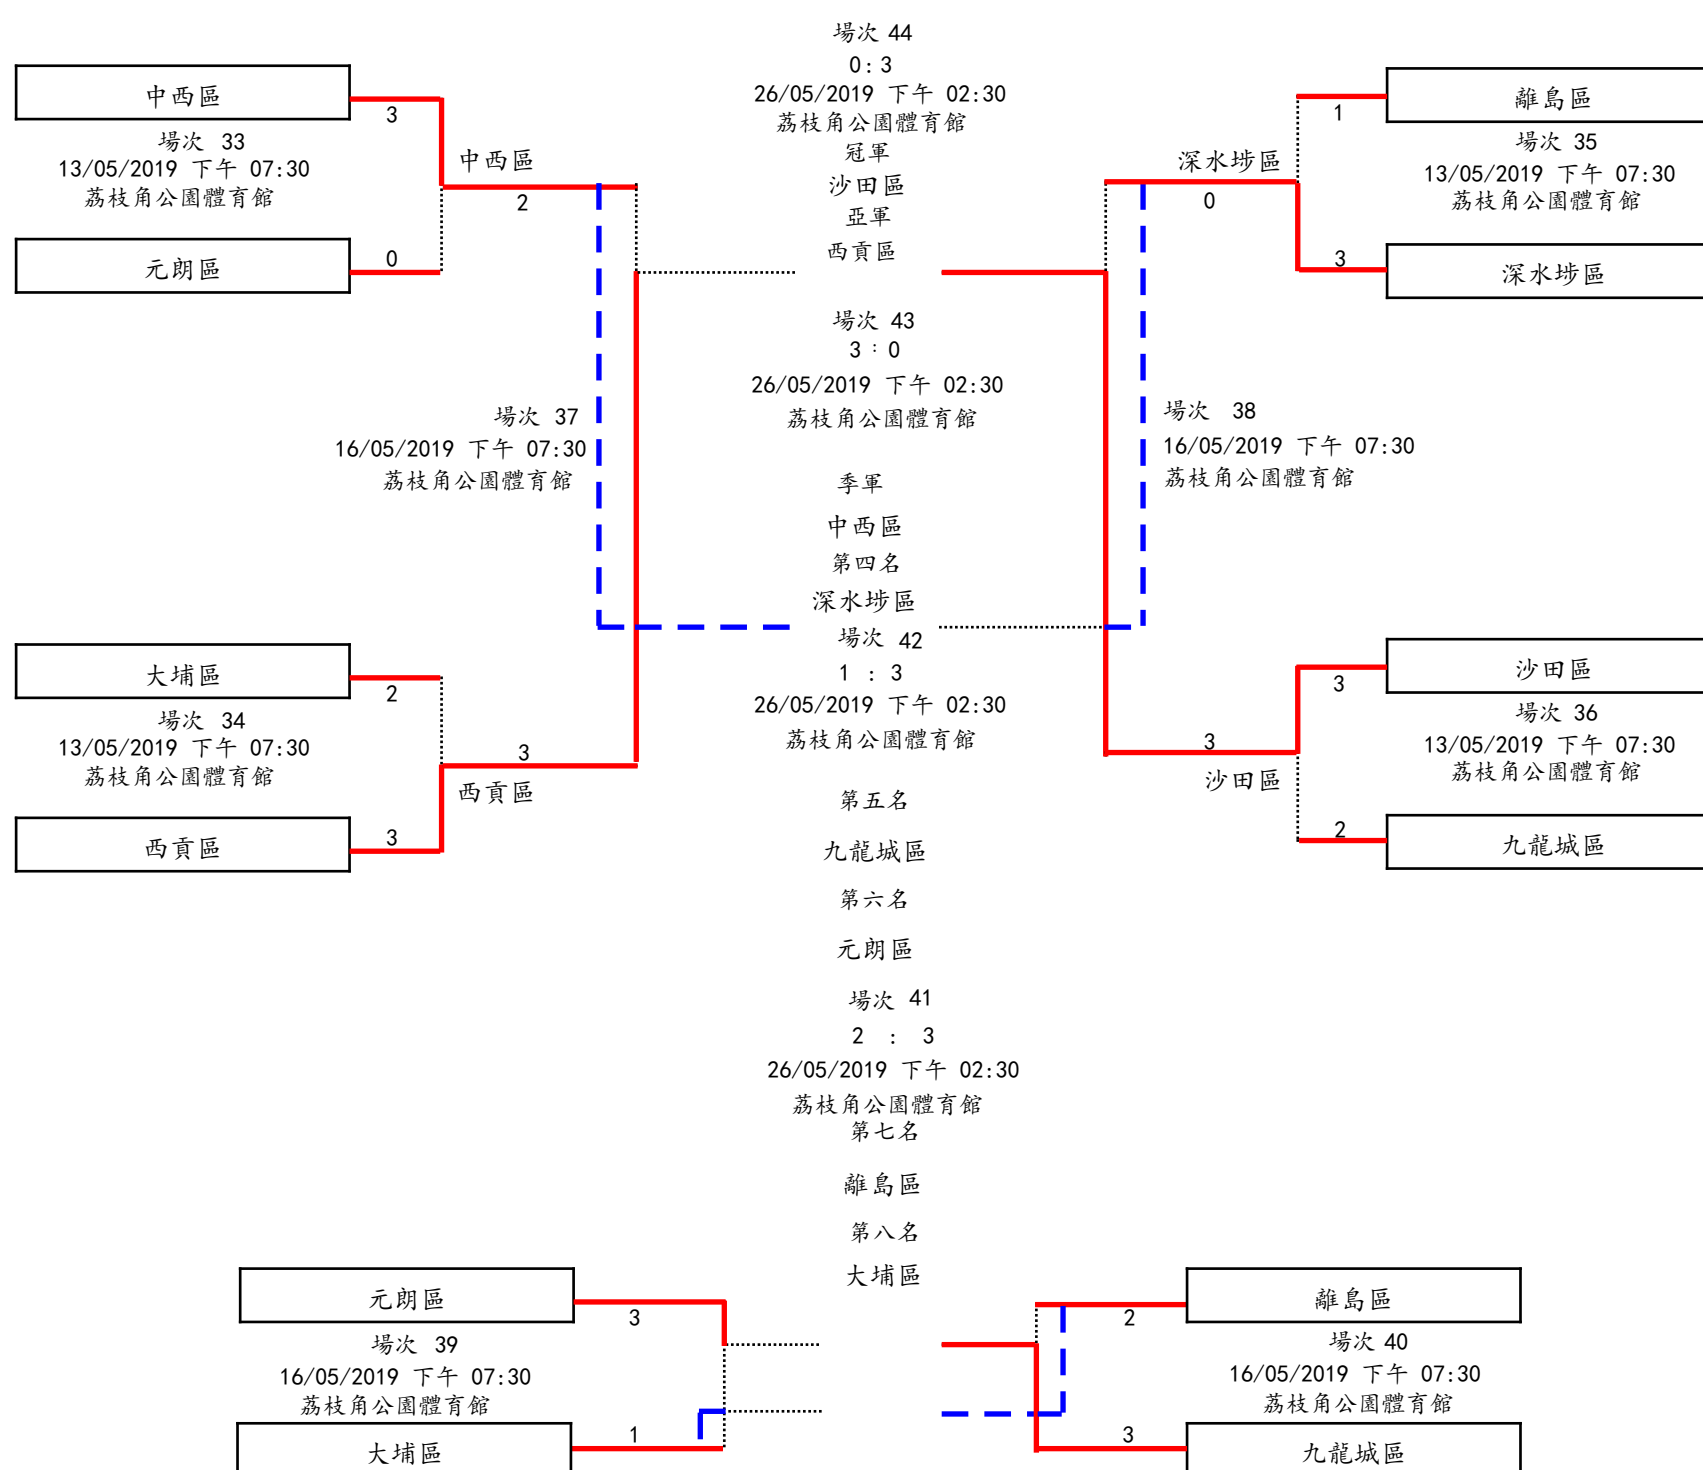 場次 44
0:3
26/05/2019 下午 02:30
荔枝角公園體育館
冠軍
沙田區
亞軍
西貢區
中西區
3
場次 33
13/05/2019 下午 07:30
荔枝角公園體育館
元朗區
0
中西區
2
離島區
1
場次 35
13/05/2019 下午 07:30
荔枝角公園體育館
深水埗區
3
深水埗區
0
場次 43
3 : 0
26/05/2019 下午 02:30
荔枝角公園體育館
場次 37
16/05/2019 下午 07:30
荔枝角公園體育館
場次 38
16/05/2019 下午 07:30
荔枝角公園體育館
季軍
中西區
第四名
深水埗區
場次 42
1 : 3
26/05/2019 下午 02:30
荔枝角公園體育館
大埔區
2
場次 34
13/05/2019 下午 07:30
荔枝角公園體育館
西貢區
3
3
西貢區
沙田區
3
場次 36
13/05/2019 下午 07:30
荔枝角公園體育館
九龍城區
2
3
沙田區
第五名
九龍城區
第六名
元朗區
場次 41
2 : 3
26/05/2019 下午 02:30
荔枝角公園體育館
第七名
離島區
第八名
大埔區
元朗區
3
場次 39
16/05/2019 下午 07:30
荔枝角公園體育館
大埔區
1
離島區
2
場次 40
16/05/2019 下午 07:30
荔枝角公園體育館
九龍城區
3